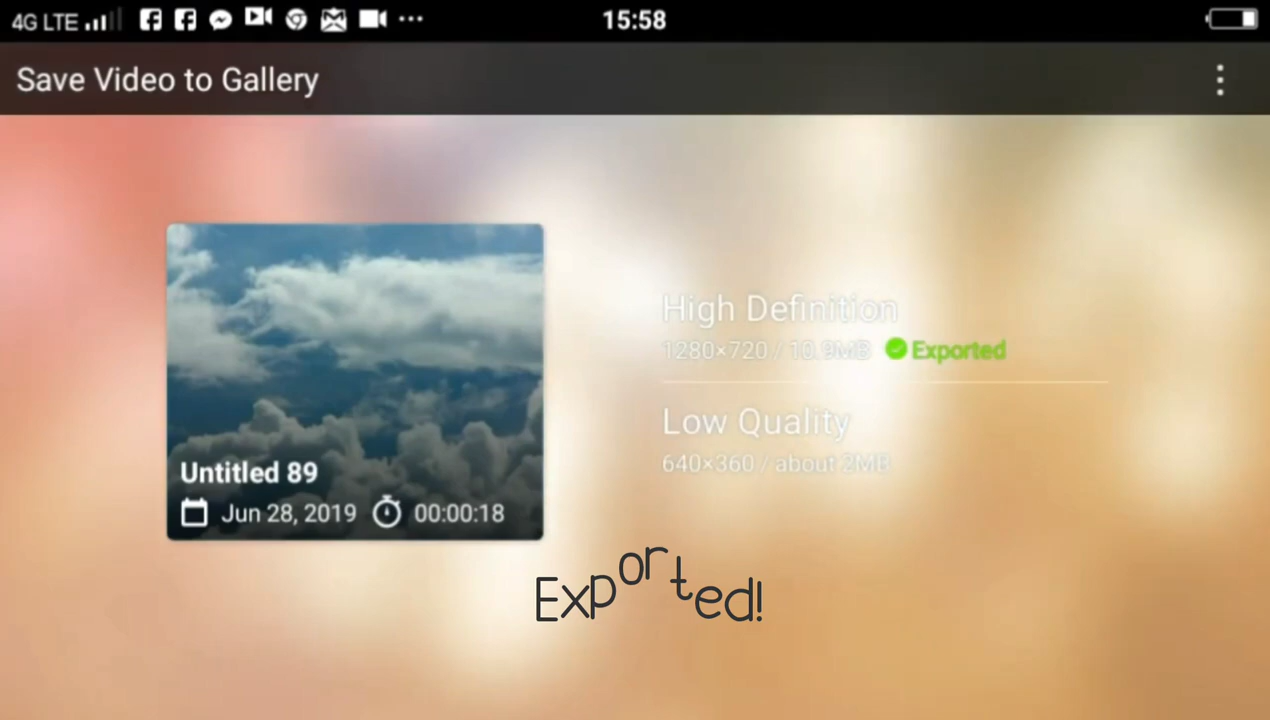 4G LTE 15:58
Save Video to Gallery
High Definition
1280×720 / 10.9MB Exported
Low Quality
640×360 / about 2MB
Untitled 89
Jun 28, 2019 00:00:18
Exported!